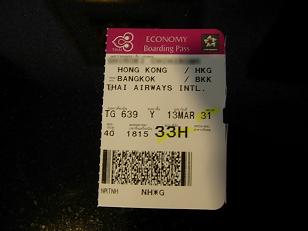 THAI
ECONOMY
Boarding Pass
HONG KONG / HKG
BANGKOK / BKK
THAI AIRWAYS INTL.
TG 639 Y 13MAR 31
40 1815 33H
NRTNH NH*G